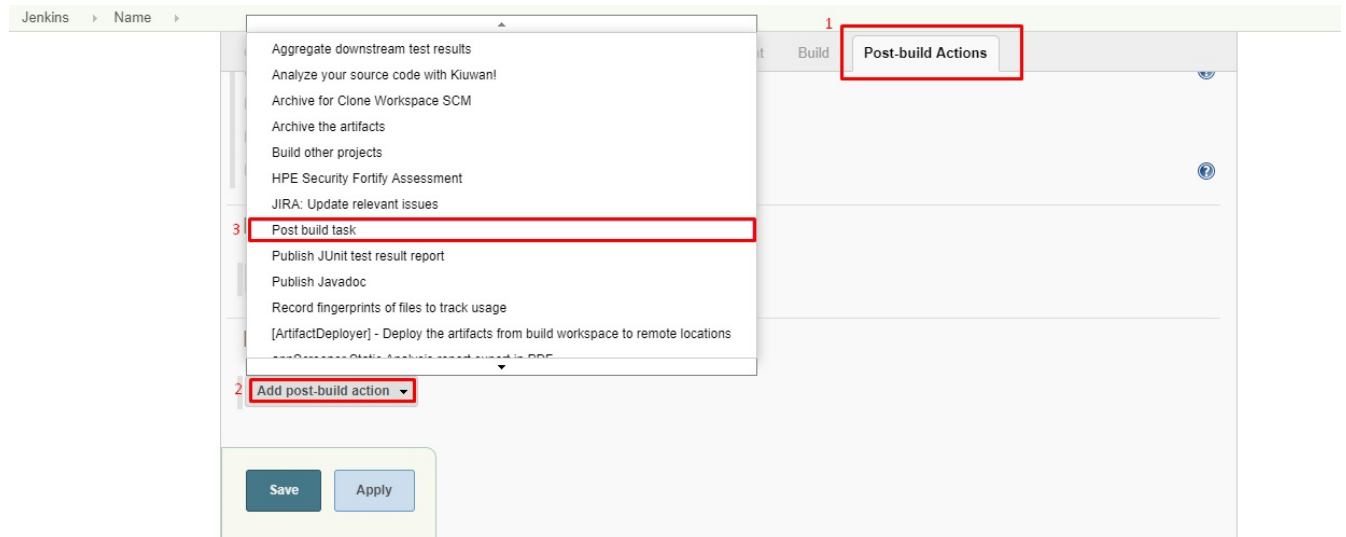 Jenkins Name
1
Build Post-build Actions
Aggregate downstream test results
Analyze your source code with Kiuwan!
Archive for Clone Workspace SCM
Archive the artifacts
Build other projects
HPE Security Fortify Assessment
JIRA: Update relevant issues
3 Post build task
Publish JUnit test result report
Publish Javadoc
Record fingerprints of files to track usage
[ArtifactDeployer] - Deploy the artifacts from build workspace to remote locations
2 Add post-build action
Save Apply